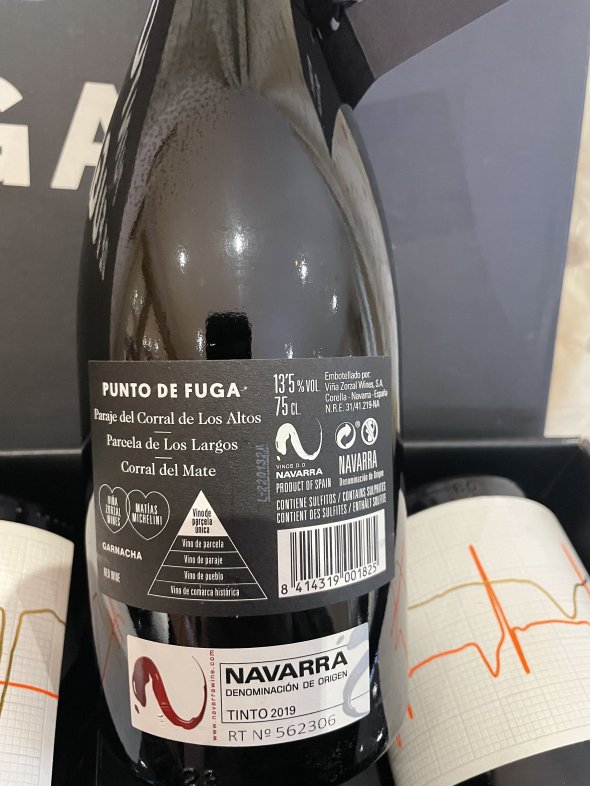 GA
PUNTO DE FUGA
Paraje del Corral de Los Altos
Parcela de Los Largos
Corral del Mate
VIÑA ZORZAL WINES
MATÍAS MICHELINI
GARNACHA
RED WINE
Vino de parcela única
Vino de parcela
Vino de paraje
Vino de pueblo
Vino de comarca histórica
13'5 % VOL.
75 CL.
Embotellado por:
Viña Zorzal Wines, S.A.
Corella - Navarra - España
N.R.E. 31/41.219-NA
VINOS D.O.
NAVARRA
NAVARRA
Denominación de Origen
PRODUCT OF SPAIN
CONTIENE SULFITOS / CONTAINS SULPHITES
CONTIENT DES SULFITES / ENTHÄLT SULFITE
8 414319 001825
www.navarrawine.com
NAVARRA
DENOMINACIÓN DE ORIGEN
TINTO 2019
RT Nº 562306